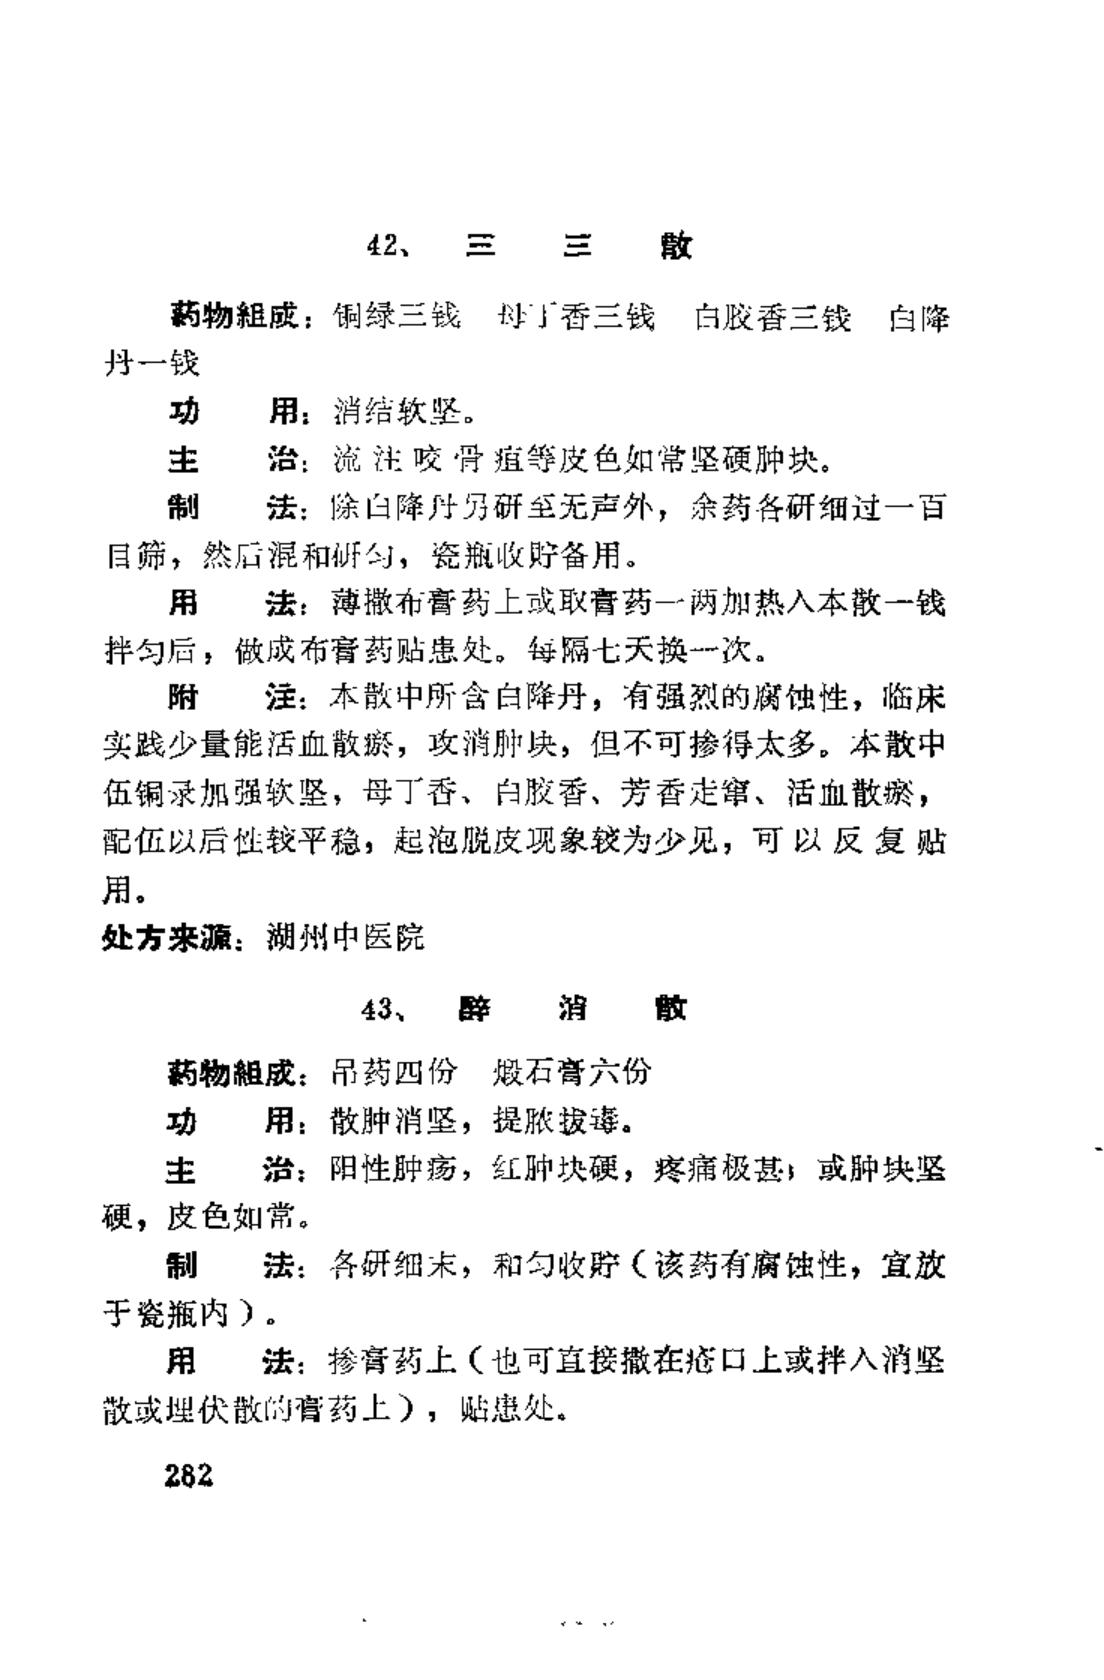 42、 三 三 散
药物組成：铜绿三钱 母丁香三钱 白胶香三钱 白降
丹一钱
功 用：消结软坚。
主 治：流注咬骨疽等皮色如常坚硬肿块。
制 法：除白降丹另研至无声外，余药各研细过一百
目筛，然后混和研匀，瓷瓶收贮备用。
用 法：薄撒布膏药上或取膏药一两加热入本散一钱
拌匀后，做成布膏药贴患处。每隔七天换一次。
附 注：本散中所含白降丹，有强烈的腐蚀性，临床
实践少量能活血散瘀，攻消肿块，但不可掺得太多。本散中
伍铜录加强软坚，母丁香、白胶香、芳香走窜、活血散瘀，
配伍以后性较平稳，起泡脱皮现象较为少见，可以反复贴
用。
处方来源：湖州中医院
43、 醉 消 散
药物組成：吊药四份 煅石膏六份
功 用：散肿消坚，提脓拔毒。
主 治：阳性肿疡，红肿块硬，疼痛极甚；或肿块坚
硬，皮色如常。
制 法：各研细末，和匀收贮（该药有腐蚀性，宜放
于瓷瓶内）。
用 法：掺膏药上（也可直接撒在疮口上或拌入消坚
散或埋伏散的膏药上），贴患处。
282